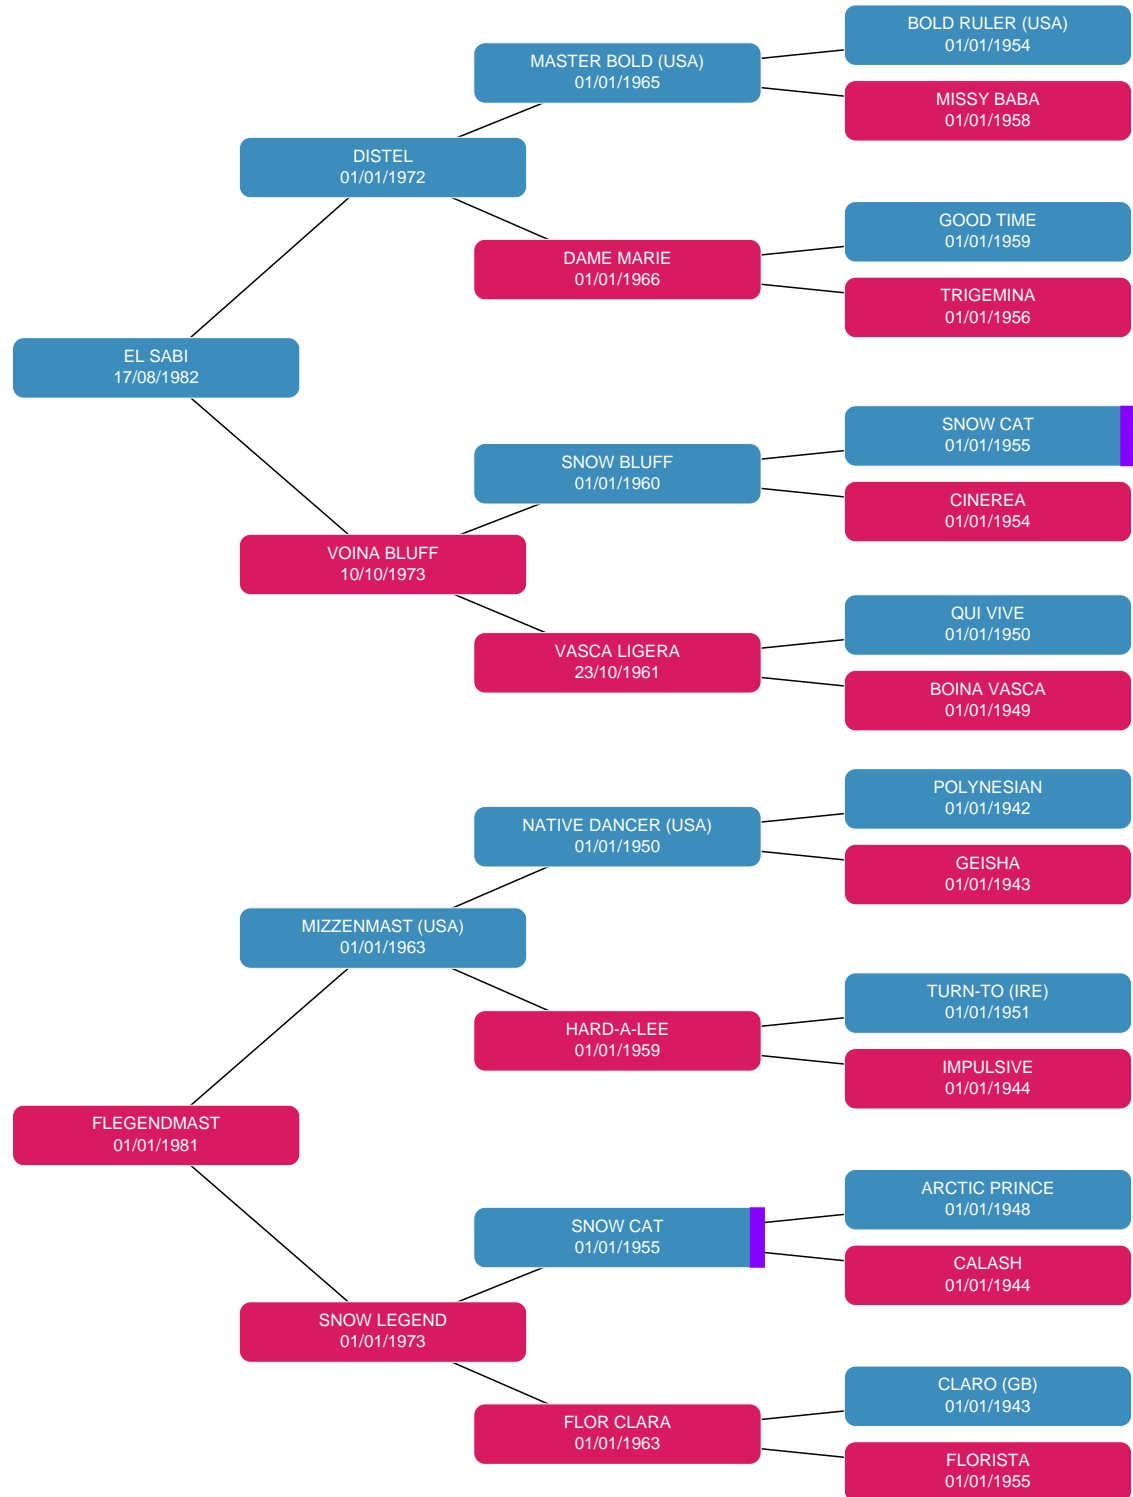 BOLD RULER (USA)
01/01/1954
MASTER BOLD (USA)
01/01/1965
MISSY BABA
01/01/1958
DISTEL
01/01/1972
GOOD TIME
01/01/1959
DAME MARIE
01/01/1966
TRIGEMINA
01/01/1956
EL SABI
17/08/1982
SNOW CAT
01/01/1955
SNOW BLUFF
01/01/1960
CINEREA
01/01/1954
VOINA BLUFF
10/10/1973
QUI VIVE
01/01/1950
VASCA LIGERA
23/10/1961
BOINA VASCA
01/01/1949
POLYNESIAN
01/01/1942
NATIVE DANCER (USA)
01/01/1950
GEISHA
01/01/1943
MIZZENMAST (USA)
01/01/1963
TURN-TO (IRE)
01/01/1951
HARD-A-LEE
01/01/1959
IMPULSIVE
01/01/1944
FLEGENDMAST
01/01/1981
ARCTIC PRINCE
01/01/1948
SNOW CAT
01/01/1955
CALASH
01/01/1944
SNOW LEGEND
01/01/1973
CLARO (GB)
01/01/1943
FLOR CLARA
01/01/1963
FLORISTA
01/01/1955